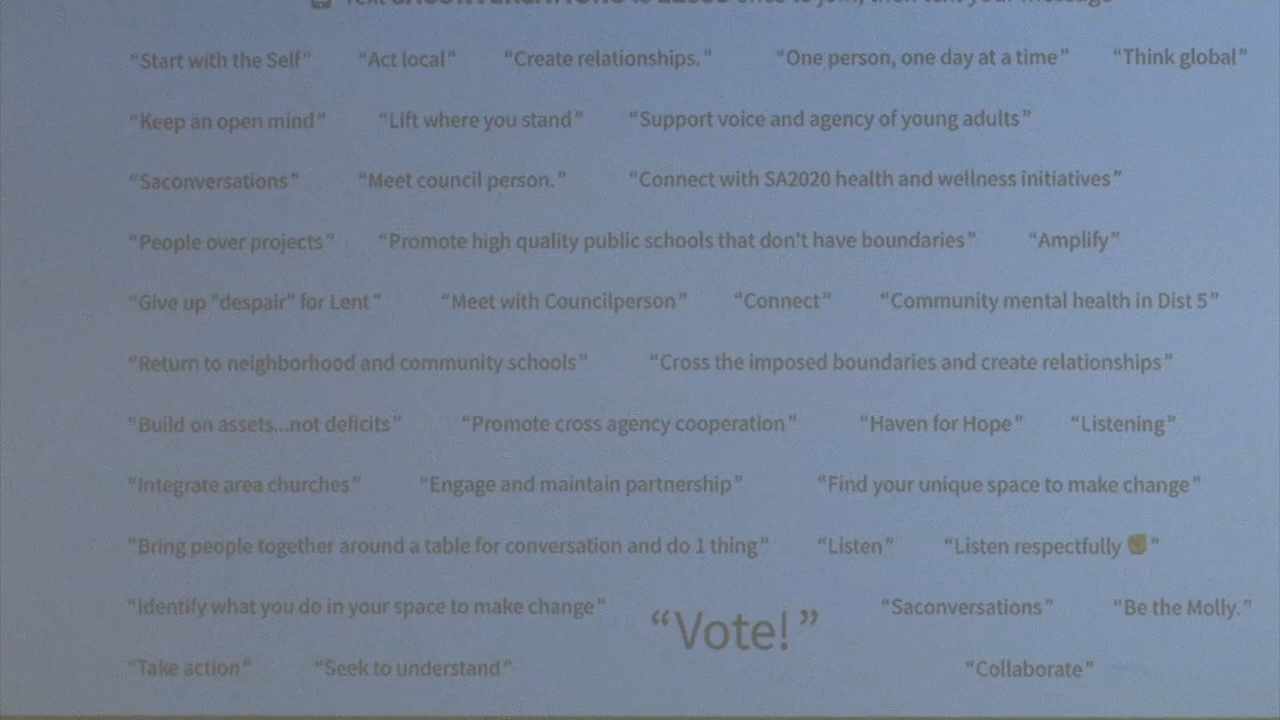 “Start with the Self” “Act local” “Create relationships.” “One person, one day at a time” “Think global”
“Keep an open mind” “Lift where you stand” “Support voice and agency of young adults”
“Saconversations” “Meet council person.” “Connect with SA2020 health and wellness initiatives”
“People over projects” “Promote high quality public schools that don't have boundaries” “Amplify”
“Give up "despair" for Lent” “Meet with Councilperson” “Connect” “Community mental health in Dist 5”
“Return to neighborhood and community schools” “Cross the imposed boundaries and create relationships”
“Build on assets...not deficits” “Promote cross agency cooperation” “Haven for Hope” “Listening”
“Integrate area churches” “Engage and maintain partnership” “Find your unique space to make change”
“Bring people together around a table for conversation and do 1 thing” “Listen” “Listen respectfully ”
“Identify what you do in your space to make change” “Vote!” “Saconversations” “Be the Molly.”
“Take action” “Seek to understand” “Collaborate”